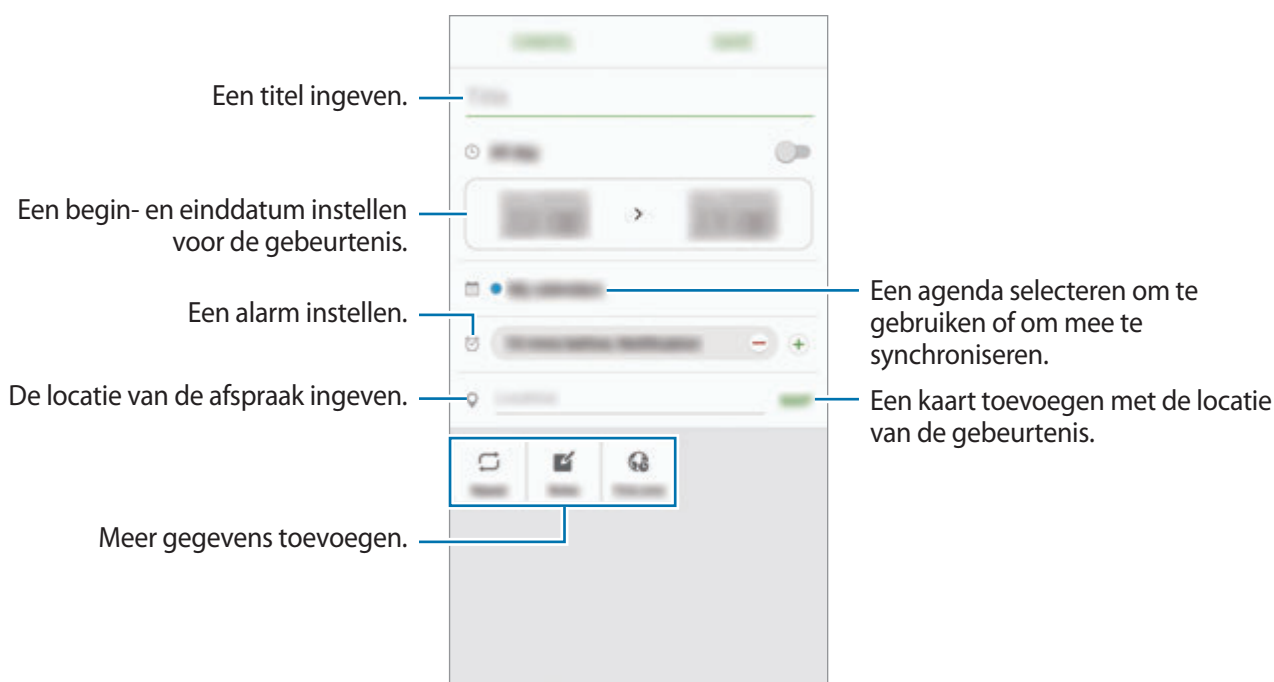 Een titel ingeven.
Een begin- en einddatum instellen
voor de gebeurtenis.
Een alarm instellen.
De locatie van de afspraak ingeven.
Meer gegevens toevoegen.
Een agenda selecteren om te
gebruiken of om mee te
synchroniseren.
Een kaart toevoegen met de locatie
van de gebeurtenis.